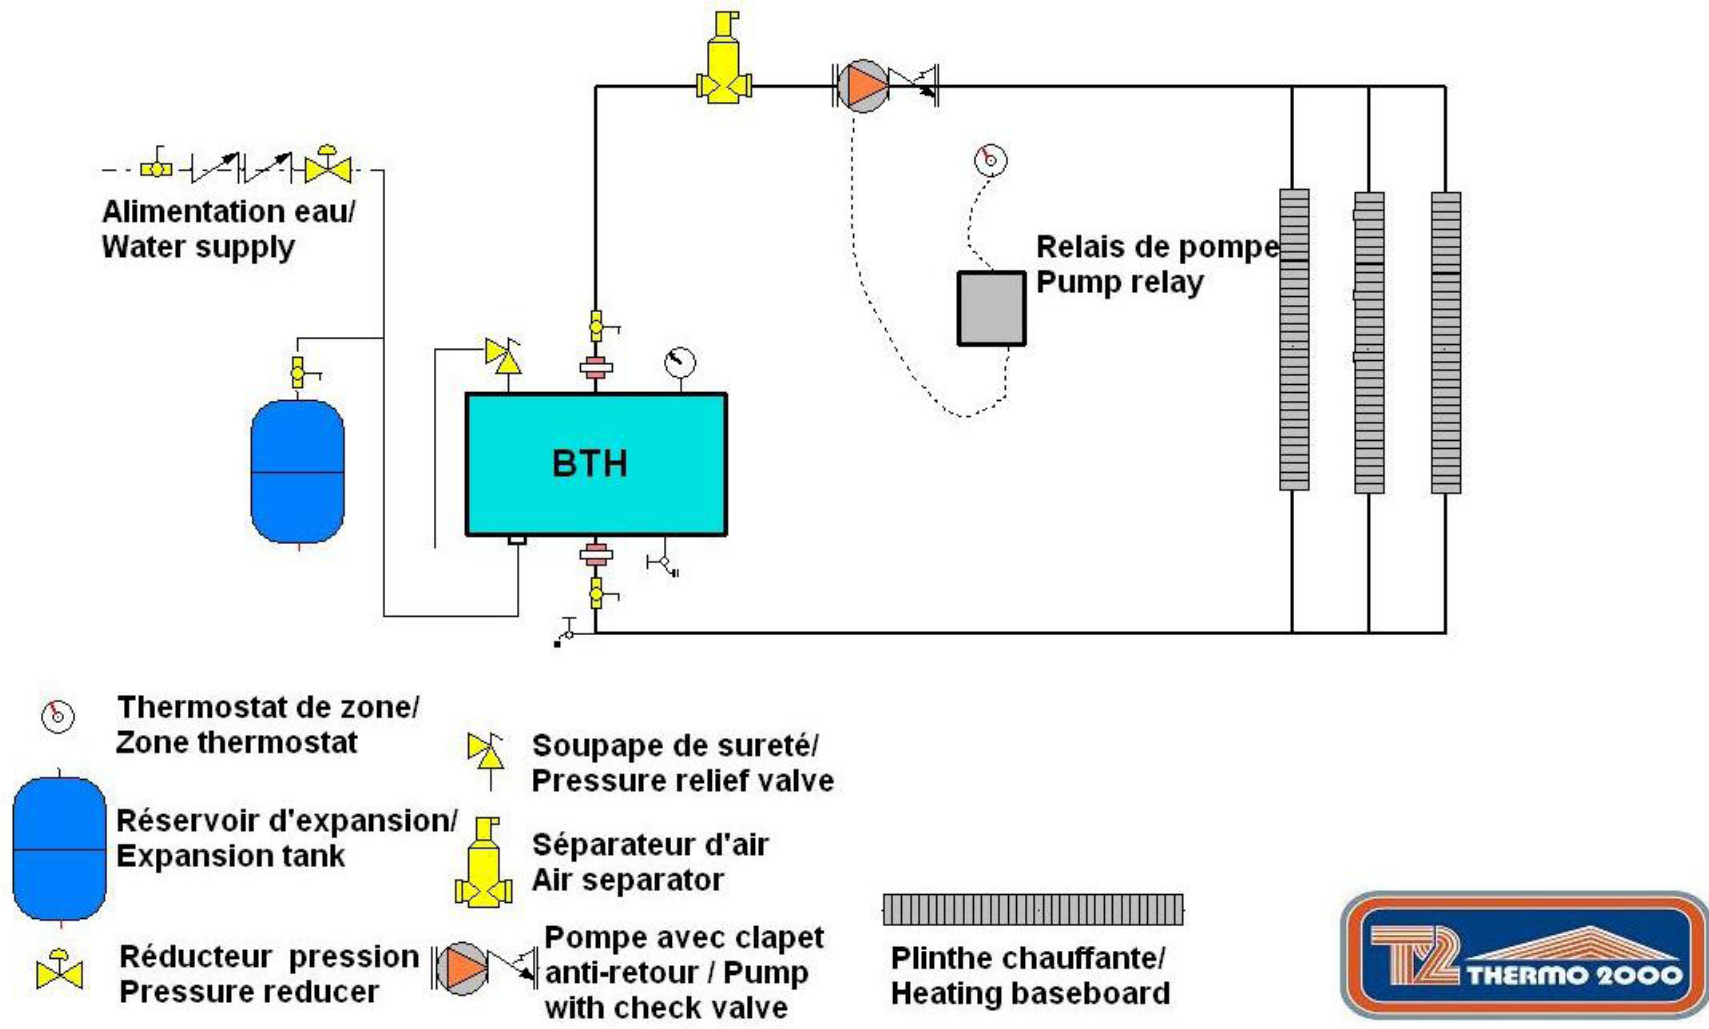 Alimentation eau/
Water supply
Relais de pompe
Pump relay
BTH
Thermostat de zone/
Zone thermostat
Réservoir d'expansion/
Expansion tank
Réducteur pression
Pressure reducer
Soupape de sureté/
Pressure relief valve
Séparateur d'air
Air separator
Pompe avec clapet
anti-retour / Pump
with check valve
Plinthe chauffante/
Heating baseboard
T2 THERMO 2000